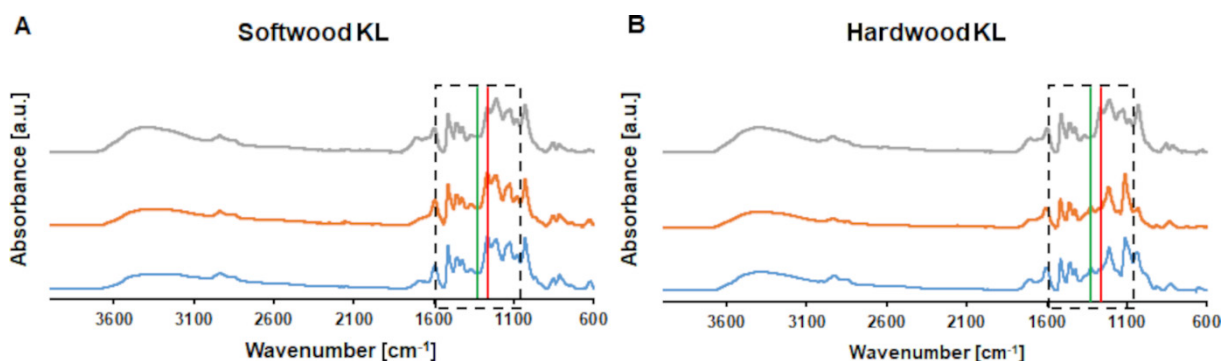 A
Softwood KL
Absorbance [a.u.]
3600 3100 2600 2100 1600 1100 600
Wavenumber [cm⁻¹]
B
Hardwood KL
Absorbance [a.u.]
3600 3100 2600 2100 1600 1100 600
Wavenumber [cm⁻¹]